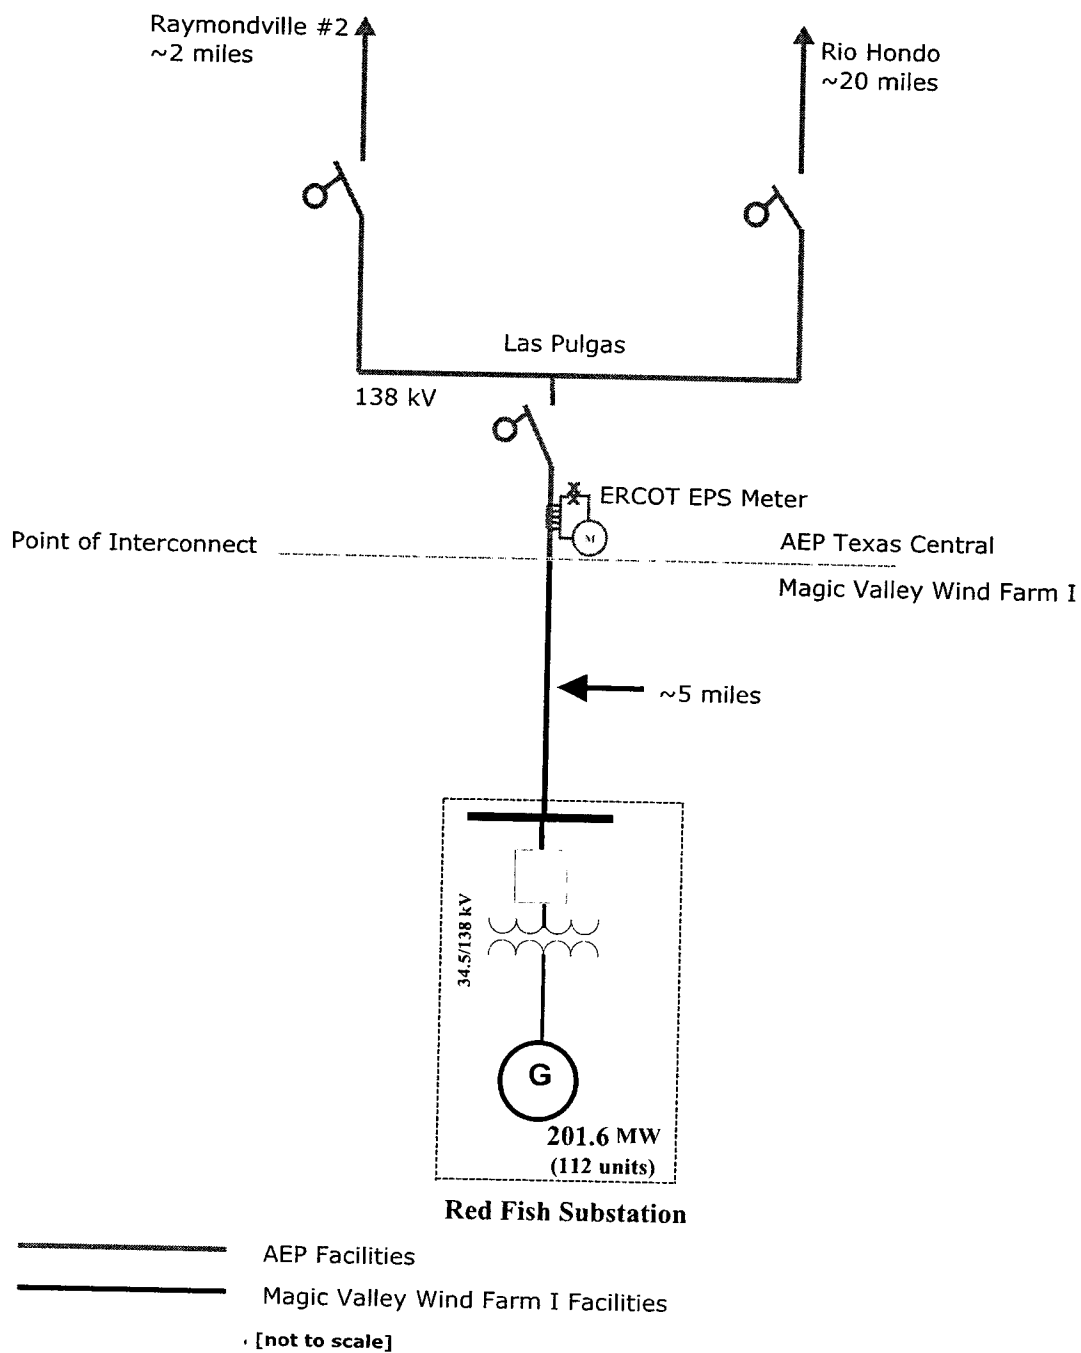 Raymondville #2
~2 miles
Rio Hondo
~20 miles
Las Pulgas
138 kV
ERCOT EPS Meter
M
Point of Interconnect
AEP Texas Central
Magic Valley Wind Farm I
~5 miles
34.5/138 kV
G
201.6 MW
(112 units)
Red Fish Substation
AEP Facilities
Magic Valley Wind Farm I Facilities
[not to scale]